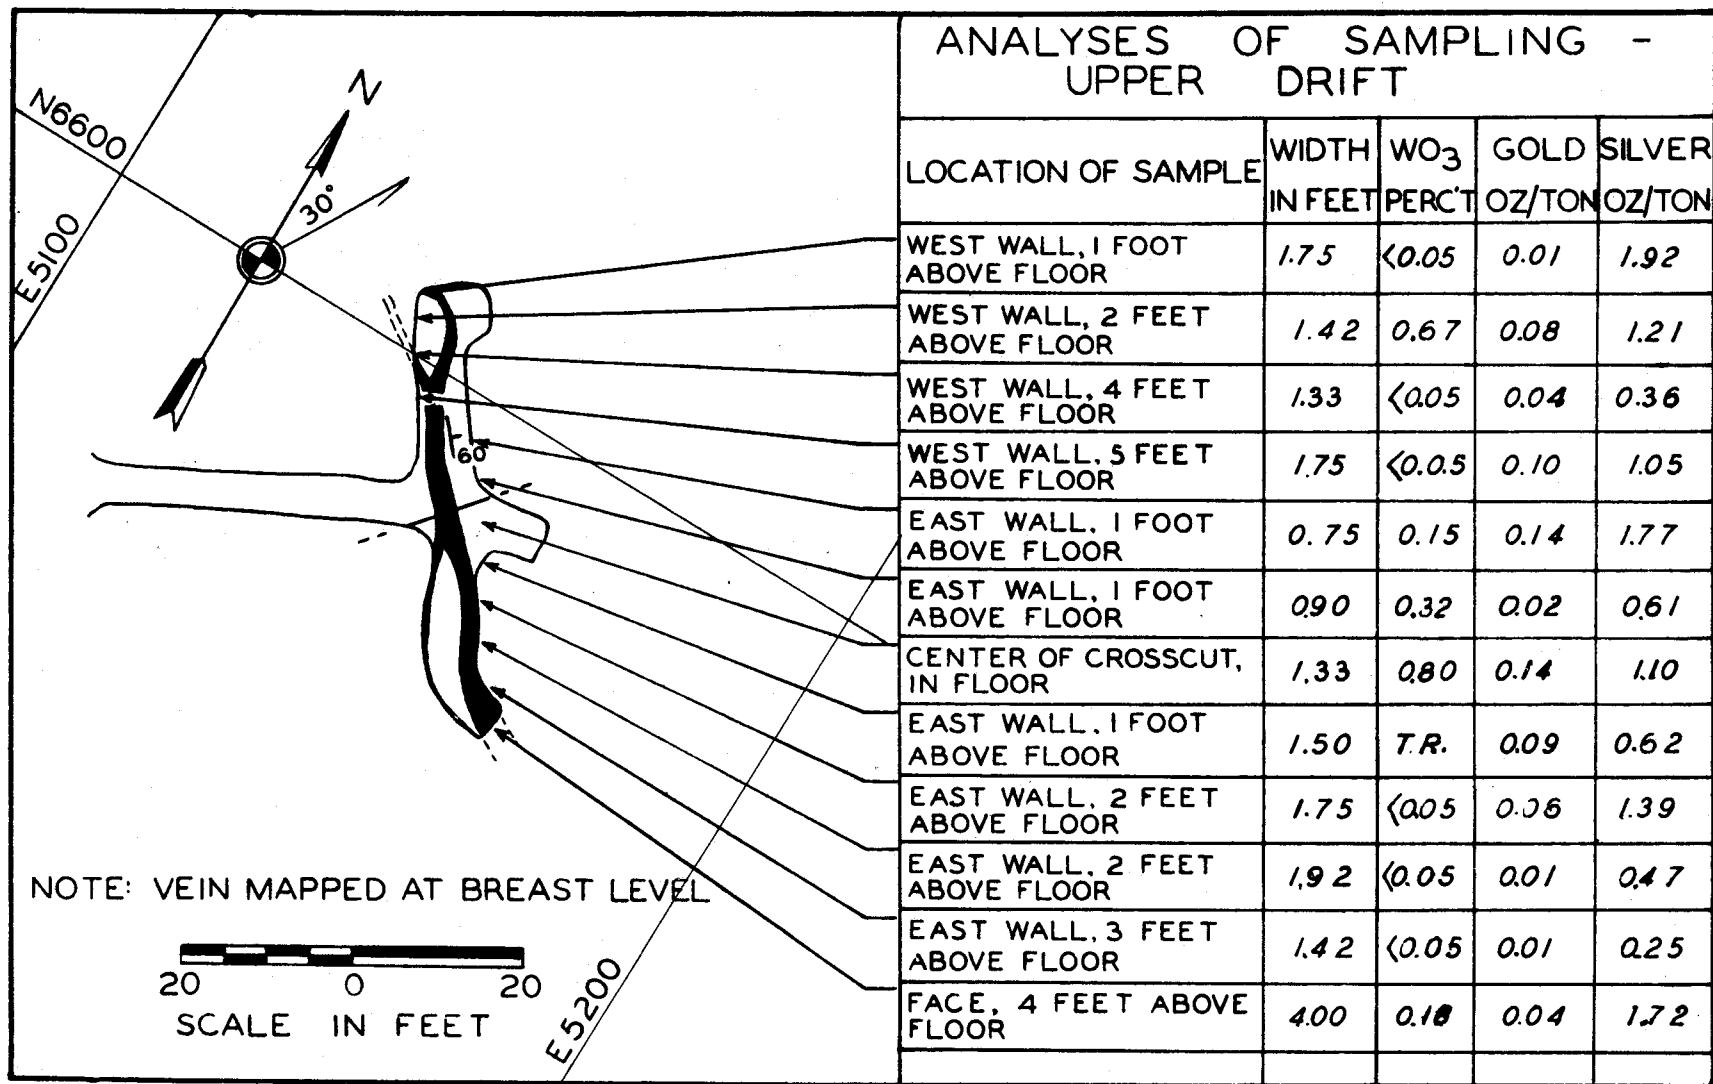 ANALYSES OF SAMPLING -
UPPER DRIFT
LOCATION OF SAMPLE WIDTH IN FEET WO3 PERC'T GOLD OZ/TON SILVER OZ/TON
WEST WALL, 1 FOOT
ABOVE FLOOR 1.75 <0.05 0.01 1.92
WEST WALL, 2 FEET
ABOVE FLOOR 1.42 0.67 0.08 1.21
WEST WALL, 4 FEET
ABOVE FLOOR 1.33 <0.05 0.04 0.36
WEST WALL, 5 FEET
ABOVE FLOOR 1.75 <0.0.5 0.10 1.05
EAST WALL, 1 FOOT
ABOVE FLOOR 0.75 0.15 0.14 1.77
EAST WALL, 1 FOOT
ABOVE FLOOR 0.90 0.32 0.02 0.61
CENTER OF CROSSCUT,
IN FLOOR 1.33 0.80 0.14 1.10
EAST WALL, 1 FOOT
ABOVE FLOOR 1.50 T.R. 0.09 0.62
EAST WALL, 2 FEET
ABOVE FLOOR 1.75 <0.05 0.06 1.39
EAST WALL, 2 FEET
ABOVE FLOOR 1.92 <0.05 0.01 0.47
EAST WALL, 3 FEET
ABOVE FLOOR 1.42 <0.05 0.01 0.25
FACE, 4 FEET ABOVE
FLOOR 4.00 0.04 1.72
N
N6600
30°
E5100
60
NOTE: VEIN MAPPED AT BREAST LEVEL
20 0 20
SCALE IN FEET
E5200